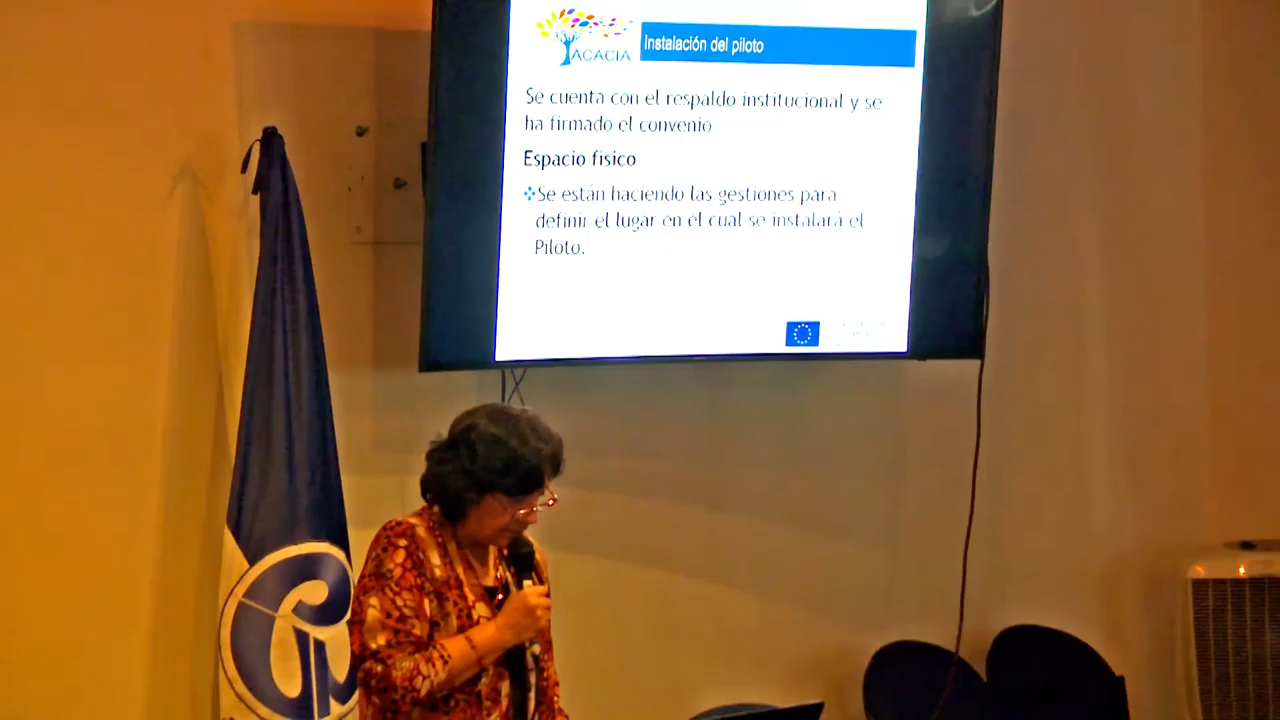 ACACIA
Instalación del piloto
Se cuenta con el respaldo institucional y se
ha firmado el convenio
Espacio físico
Se están haciendo las gestiones para
definir el lugar en el cual se instalará el
Piloto.